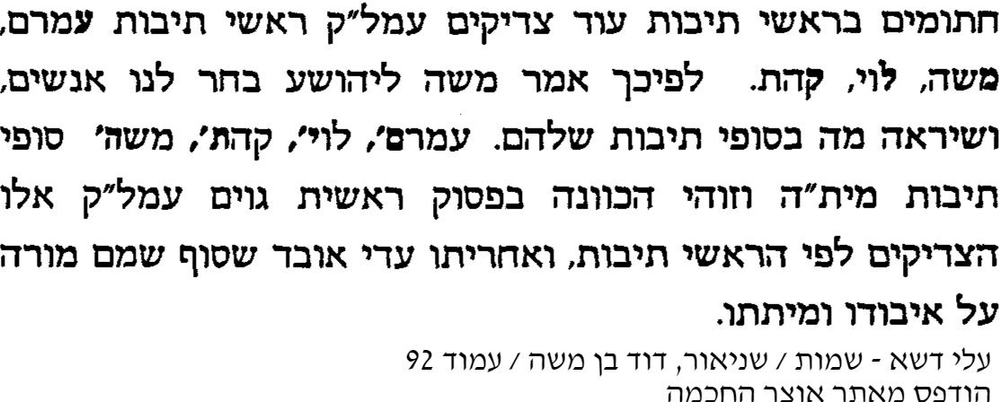 חתומים בראשי תיבות עוד צדיקים עמל״ק ראשי תיבות עמרם,
משה, לוי, קהת. לפיכך אמר משה ליהושע בחר לנו אנשים,
ושיראה מה בסופי תיבות שלהם. עמרם׳, לוי׳, קהת׳, משה׳ סופי
תיבות מית״ה וזוהי הכוונה בפסוק ראשית גוים עמל״ק אלו
הצדיקים לפי הראשי תיבות, ואחריתו עדי אובד שסוף שמם מורה
על איבודו ומיתתו.
עלי דשא - שמות / שניאור, דוד בן משה / עמוד 92
הודפס מאתר אוצר החכמה